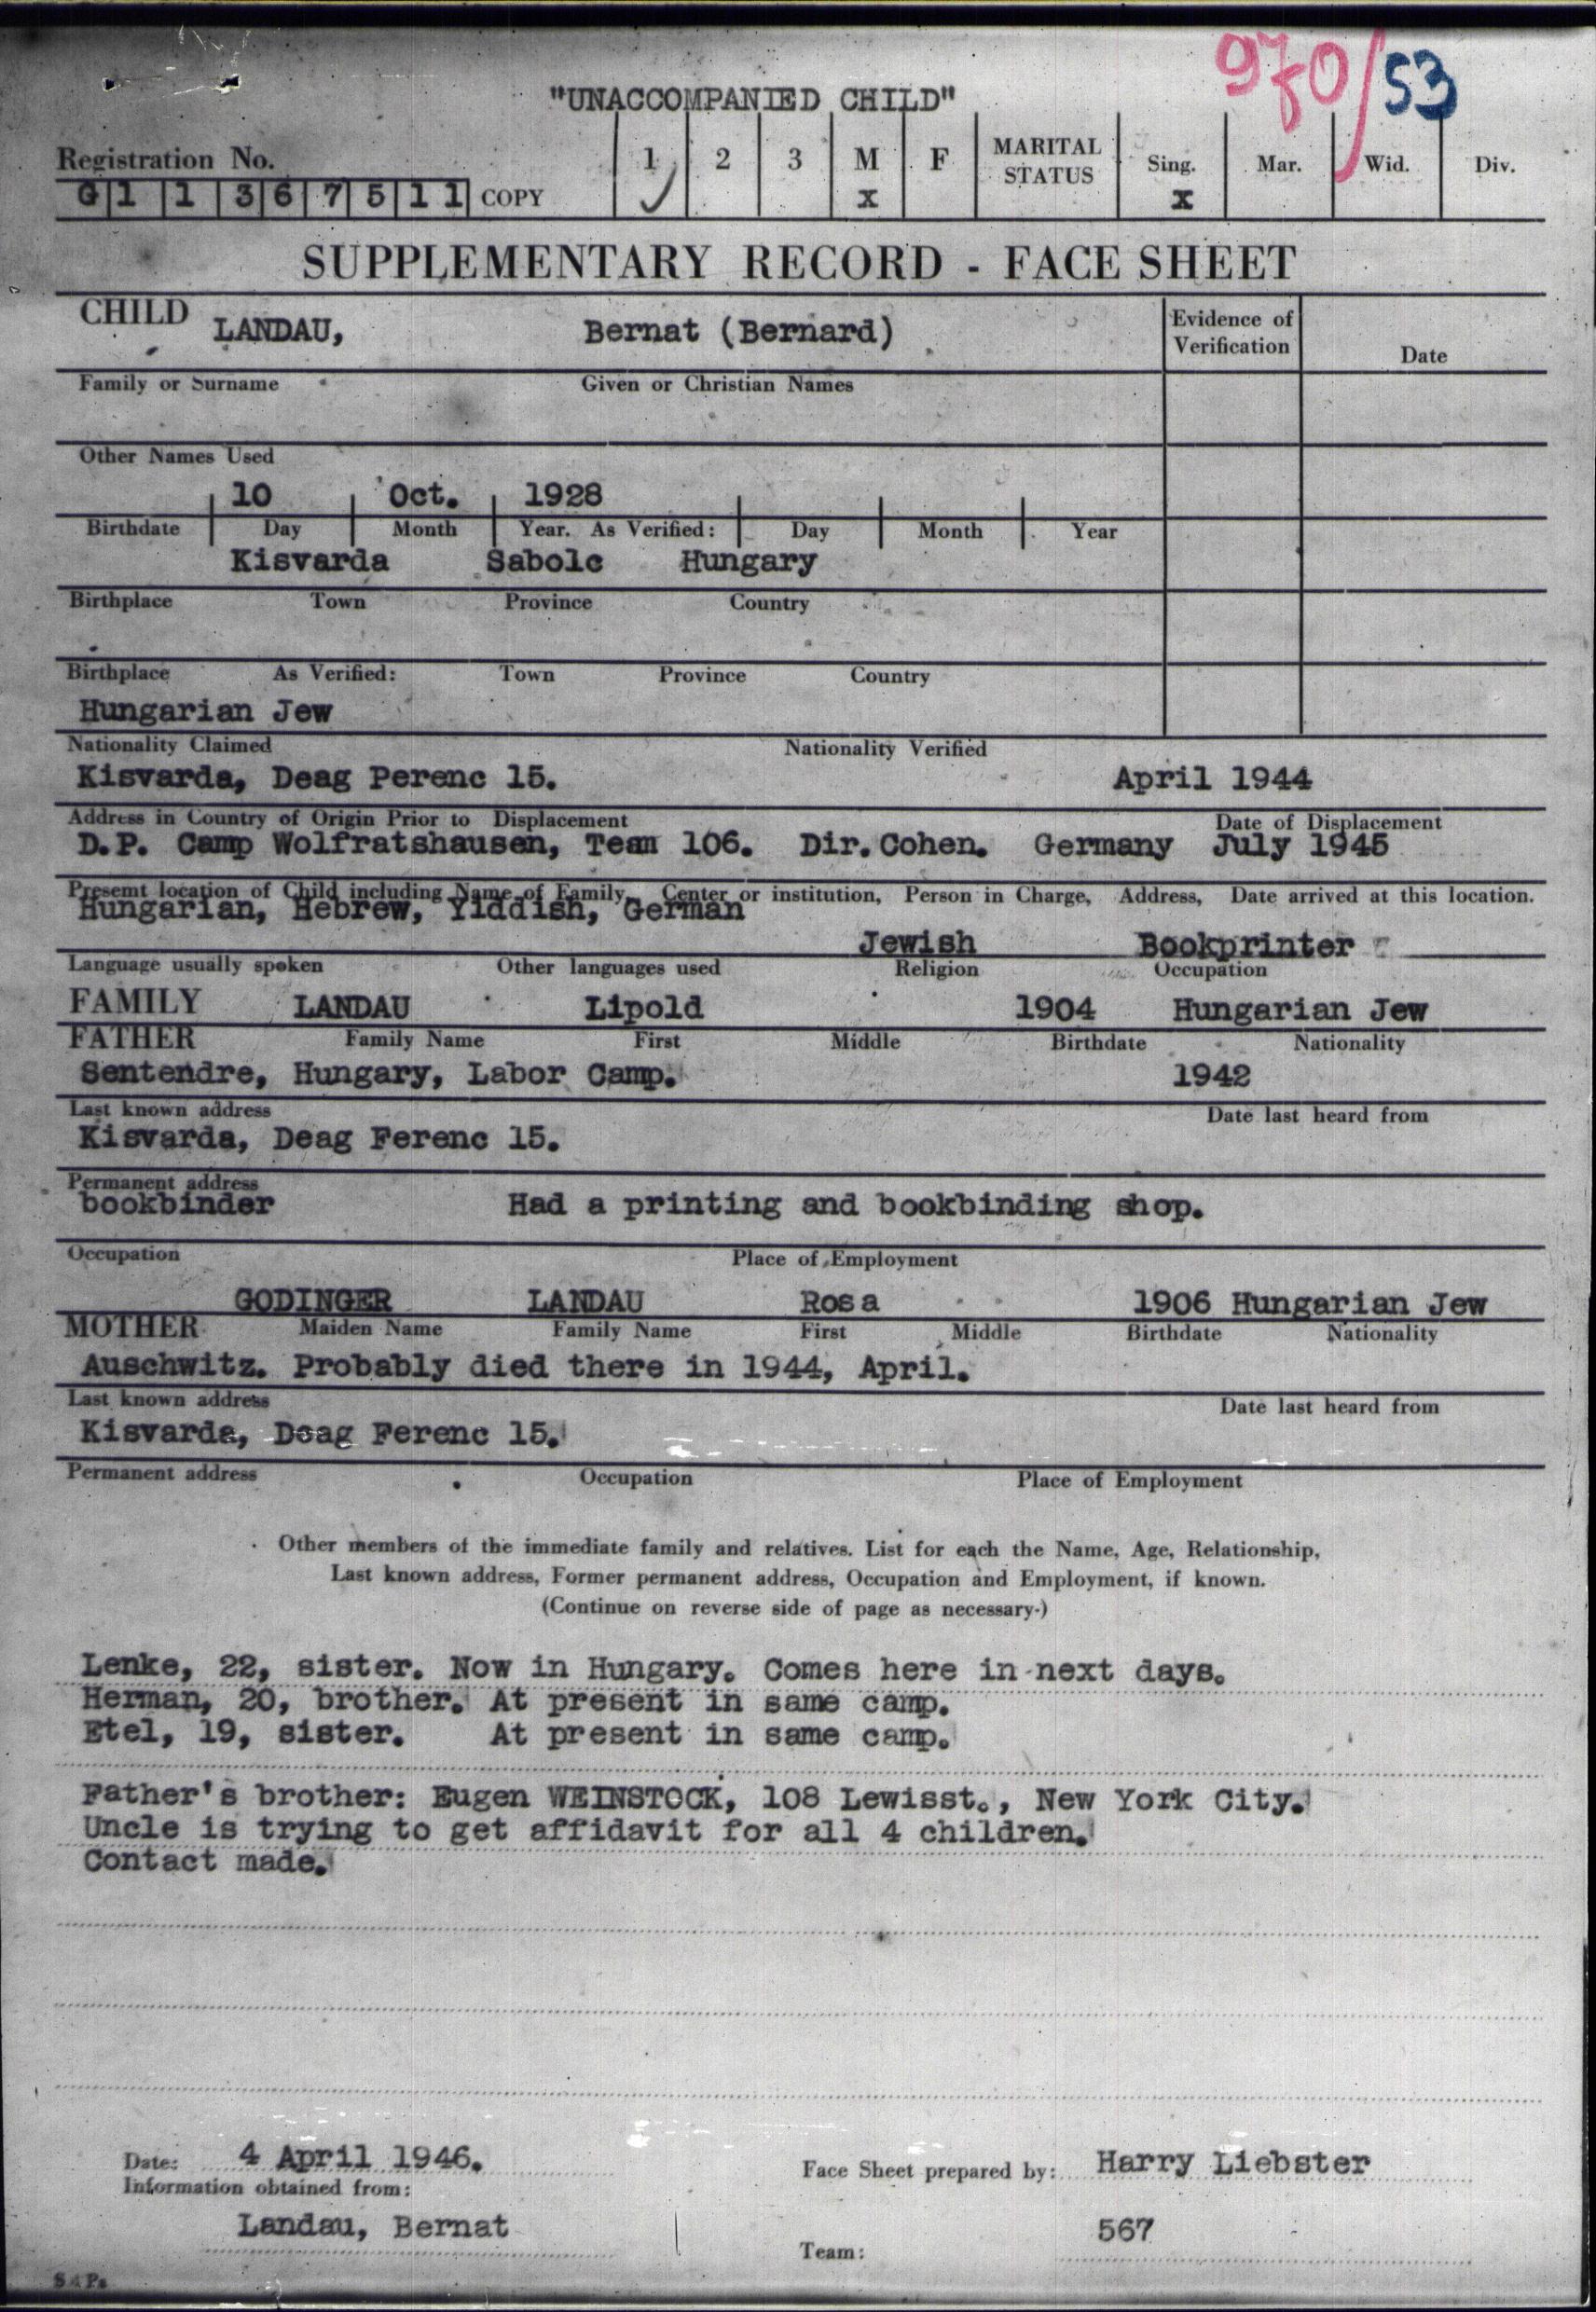 970/53
"UNACCOMPANIED CHILD"
Registration No. 1 2 3 M F MARITAL STATUS Sing. Mar. Wid. Div.
G 1 1 3 6 7 5 1 1 COPY x x
SUPPLEMENTARY RECORD - FACE SHEET
CHILD LANDAU, Bernat (Bernard) Evidence of Verification Date
Family or Surname Given or Christian Names
Other Names Used
10 Oct. 1928
Birthdate Day Month Year. As Verified: Day Month Year
Kisvarda Sabolc Hungary
Birthplace Town Province Country
Birthplace As Verified: Town Province Country
Hungarian Jew
Nationality Claimed Nationality Verified
Kisvarda, Deag Perenc 15. April 1944
Address in Country of Origin Prior to Displacement Date of Displacement
D.P. Camp Wolfratshausen, Team 106. Dir. Cohen. Germany July 1945
Presemt location of Child including Name of Family, Center or institution, Person in Charge, Address, Date arrived at this location.
Hungarian, Hebrew, Yiddish, German
Jewish Bookprinter
Language usually spoken Other languages used Religion Occupation
FAMILY LANDAU Lipold 1904 Hungarian Jew
FATHER Family Name First Middle Birthdate Nationality
Sentendre, Hungary, Labor Camp. 1942
Last known address Date last heard from
Kisvarda, Deag Ferenc 15.
Permanent address
bookbinder Had a printing and bookbinding shop.
Occupation Place of Employment
GODINGER LANDAU Rosa 1906 Hungarian Jew
MOTHER Maiden Name Family Name First Middle Birthdate Nationality
Auschwitz. Probably died there in 1944, April.
Last known address Date last heard from
Kisvarda, Deag Ferenc 15.
Permanent address Occupation Place of Employment
Other members of the immediate family and relatives. List for each the Name, Age, Relationship,
Last known address, Former permanent address, Occupation and Employment, if known.
(Continue on reverse side of page as necessary.)
Lenke, 22, sister. Now in Hungary. Comes here in next days.
Herman, 20, brother. At present in same camp.
Etel, 19, sister. At present in same camp.
Father's brother: Eugen WEINSTOCK, 108 Lewisst., New York City.
Uncle is trying to get affidavit for all 4 children.
Contact made.
Date: 4 April 1946. Face Sheet prepared by: Harry Liebster
Information obtained from:
Landau, Bernat 567
Team: